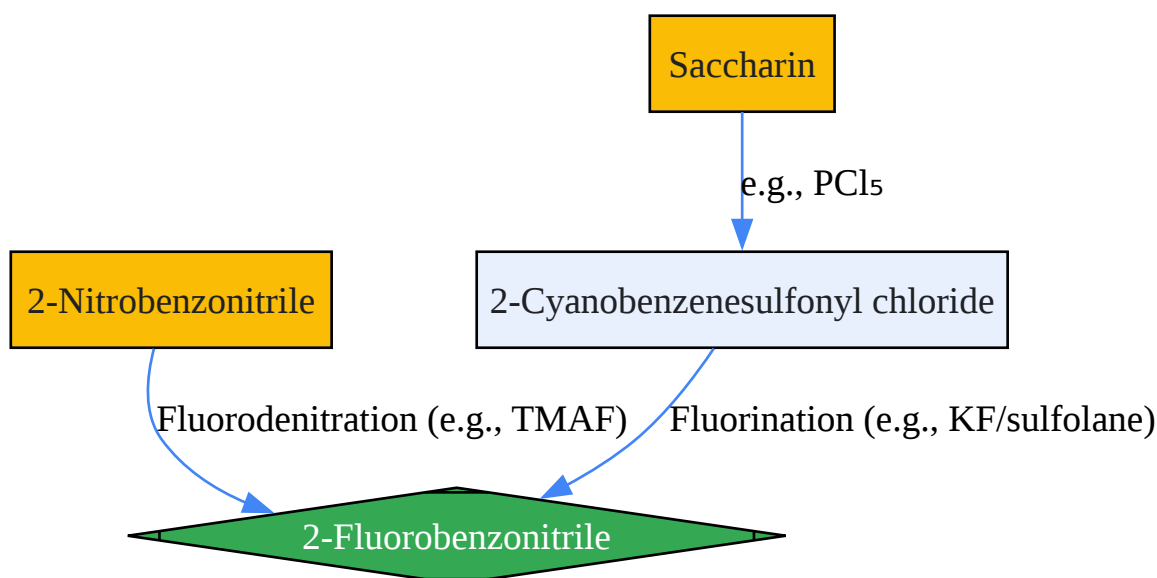 Saccharin
e.g., PCl₅
2-Nitrobenzonitrile
2-Cyanobenzenesulfonyl chloride
Fluorodenitration (e.g., TMAF)
Fluorination (e.g., KF/sulfolane)
2-Fluorobenzonitrile